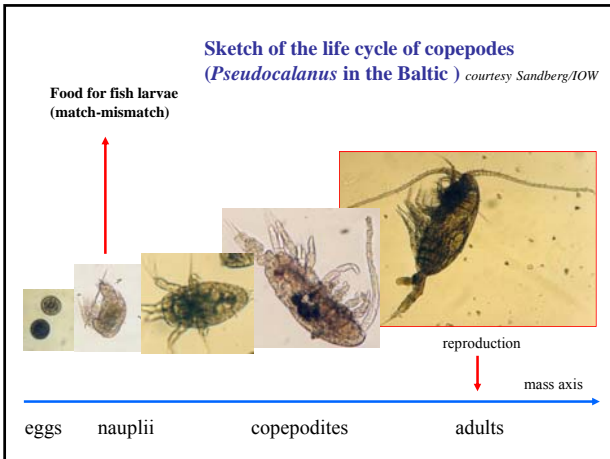 Sketch of the life cycle of copepodes
(Pseudocalanus in the Baltic ) courtesy Sandberg/IOW
Food for fish larvae
(match-mismatch)
reproduction
mass axis
eggs nauplii copepodites adults